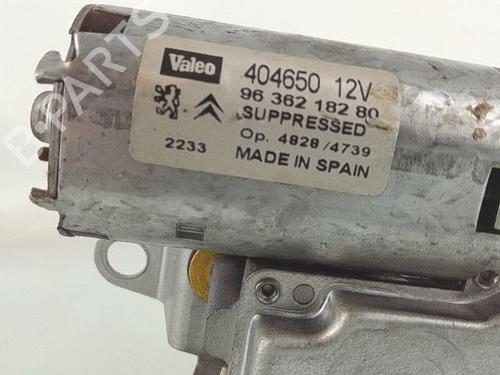 Valeo
404650 12V
96 362 182 80
SUPPRESSED
Op. 4828/4739
2233
MADE IN SPAIN
B-PARTS